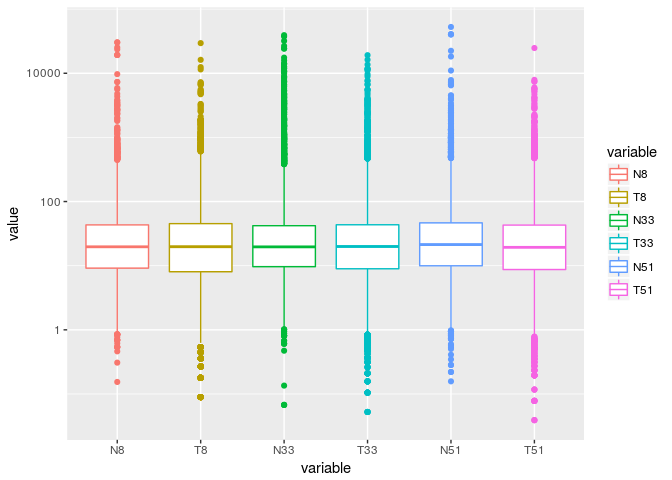 value
10000
100
1
N8 T8 N33 T33 N51 T51
variable
variable
N8
T8
N33
T33
N51
T51